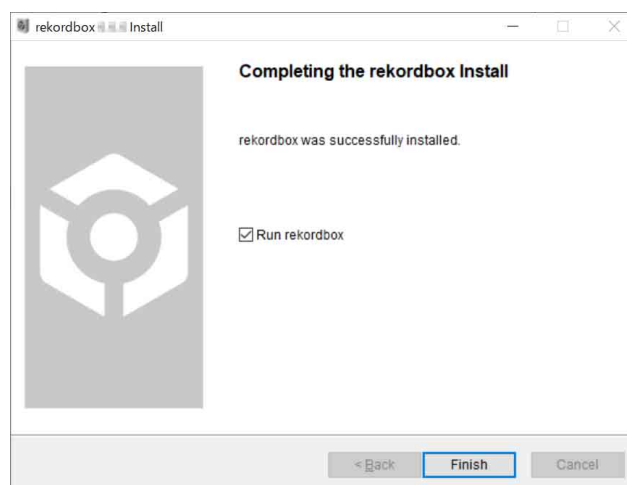 rekordbox Install
Completing the rekordbox Install
rekordbox was successfully installed.
Run rekordbox
< Back
Finish
Cancel